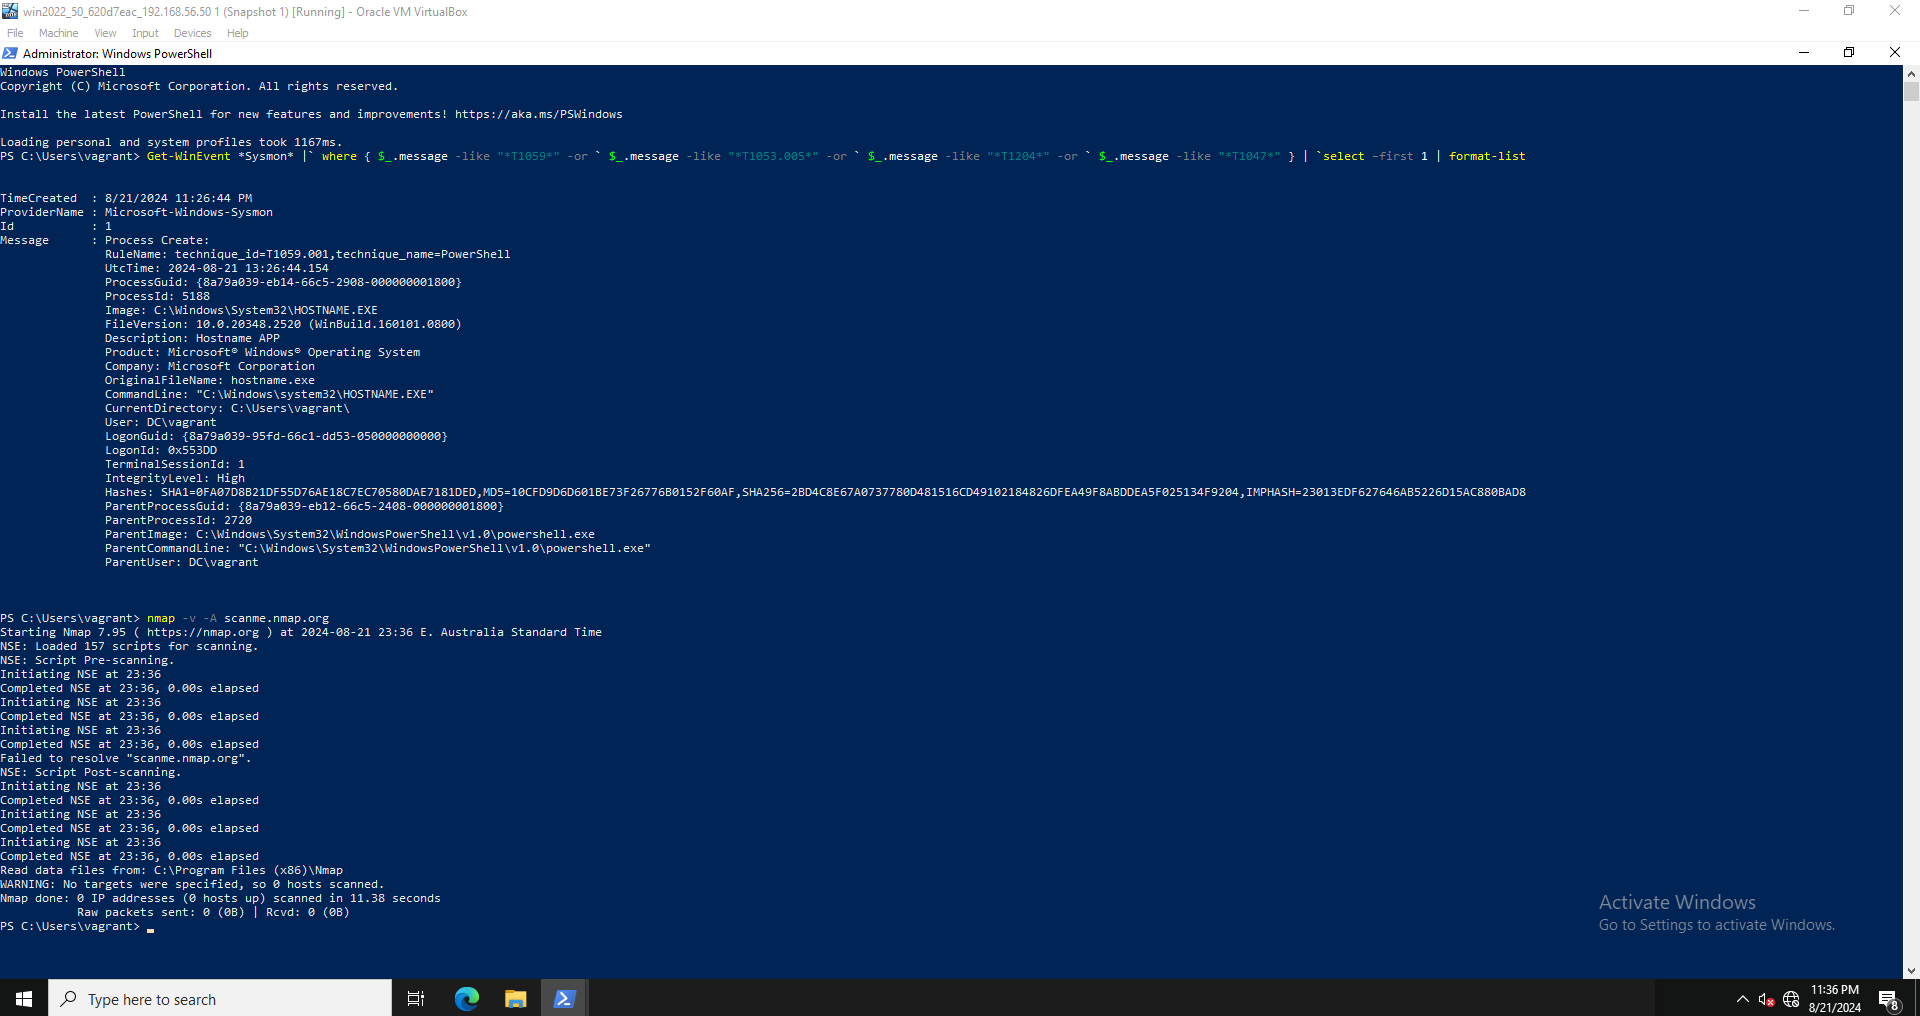 win2022_50_620d7eac_192.168.56.50 1 (Snapshot 1) [Running] - Oracle VM VirtualBox
File Machine View Input Devices Help
Administrator: Windows PowerShell
Windows PowerShell
Copyright (C) Microsoft Corporation. All rights reserved.
Install the latest PowerShell for new features and improvements! https://aka.ms/PSWindows
Loading personal and system profiles took 1167ms.
PS C:\Users\vagrant> Get-WinEvent *Sysmon* |` where { $_.message -like "*T1059*" -or ` $_.message -like "*T1053.005*" -or ` $_.message -like "*T1204*" -or ` $_.message -like "*T1047*" } | `select -first 1 | format-list
TimeCreated : 8/21/2024 11:26:44 PM
ProviderName : Microsoft-Windows-Sysmon
Id : 1
Message : Process Create:
RuleName: technique_id=T1059.001,technique_name=PowerShell
UtcTime: 2024-08-21 13:26:44.154
ProcessGuid: {8a79a039-eb14-66c5-2908-000000001800}
ProcessId: 5188
Image: C:\Windows\System32\HOSTNAME.EXE
FileVersion: 10.0.20348.2520 (WinBuild.160101.0800)
Description: Hostname APP
Product: Microsoft® Windows® Operating System
Company: Microsoft Corporation
OriginalFileName: hostname.exe
CommandLine: "C:\Windows\system32\HOSTNAME.EXE"
CurrentDirectory: C:\Users\vagrant\
User: DC\vagrant
LogonGuid: {8a79a039-95fd-66c1-dd53-050000000000}
LogonId: 0x553DD
TerminalSessionId: 1
IntegrityLevel: High
Hashes: SHA1=0FA07D8B21DF55D76AE18C7EC70580DAE7181DED,MD5=10CFD9D6D601BE73F26776B0152F60AF,SHA256=2BD4C8E67A0737780D481516CD49102184826DFEA49F8ABDDEA5F025134F9204,IMPHASH=23013EDF627646AB5226D15AC880BAD8
ParentProcessGuid: {8a79a039-eb12-66c5-2408-000000001800}
ParentProcessId: 2720
ParentImage: C:\Windows\System32\WindowsPowerShell\v1.0\powershell.exe
ParentCommandLine: "C:\Windows\System32\WindowsPowerShell\v1.0\powershell.exe"
ParentUser: DC\vagrant
PS C:\Users\vagrant> nmap -v -A scanme.nmap.org
Starting Nmap 7.95 ( https://nmap.org ) at 2024-08-21 23:36 E. Australia Standard Time
NSE: Loaded 157 scripts for scanning.
NSE: Script Pre-scanning.
Initiating NSE at 23:36
Completed NSE at 23:36, 0.00s elapsed
Initiating NSE at 23:36
Completed NSE at 23:36, 0.00s elapsed
Initiating NSE at 23:36
Completed NSE at 23:36, 0.00s elapsed
Failed to resolve "scanme.nmap.org".
NSE: Script Post-scanning.
Initiating NSE at 23:36
Completed NSE at 23:36, 0.00s elapsed
Initiating NSE at 23:36
Completed NSE at 23:36, 0.00s elapsed
Initiating NSE at 23:36
Completed NSE at 23:36, 0.00s elapsed
Read data files from: C:\Program Files (x86)\Nmap
WARNING: No targets were specified, so 0 hosts scanned.
Nmap done: 0 IP addresses (0 hosts up) scanned in 11.38 seconds
Raw packets sent: 0 (0B) | Rcvd: 0 (0B)
PS C:\Users\vagrant>
Activate Windows
Go to Settings to activate Windows.
Type here to search
11:36 PM
8/21/2024
8